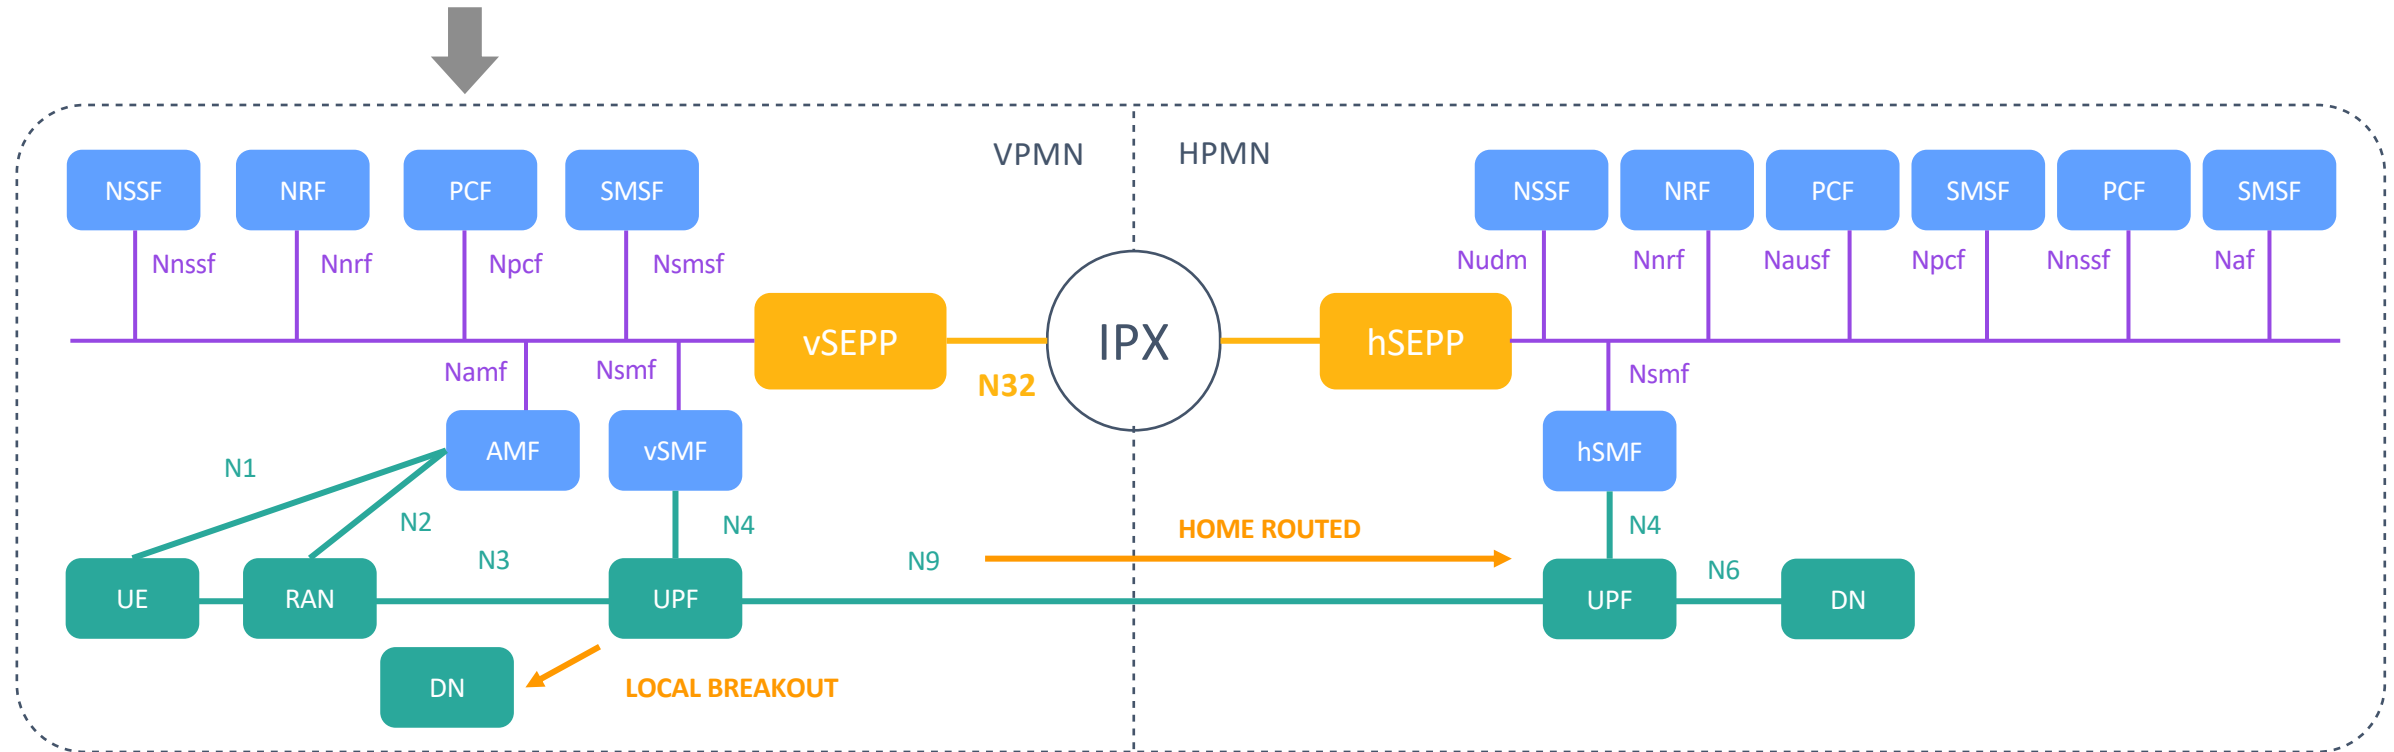 VPMN
HPMN
NSSF
NRF
PCF
SMSF
NSSF
NRF
PCF
SMSF
PCF
SMSF
Nnssf
Nnrf
Npcf
Nsmsf
Nudm
Nnrf
Nausf
Npcf
Nnssf
Naf
vSEPP
IPX
hSEPP
N32
Namf
Nsmf
Nsmf
AMF
vSMF
hSMF
N1
N2
N4
HOME ROUTED
N4
N3
N9
N6
UE
RAN
UPF
UPF
DN
DN
LOCAL BREAKOUT